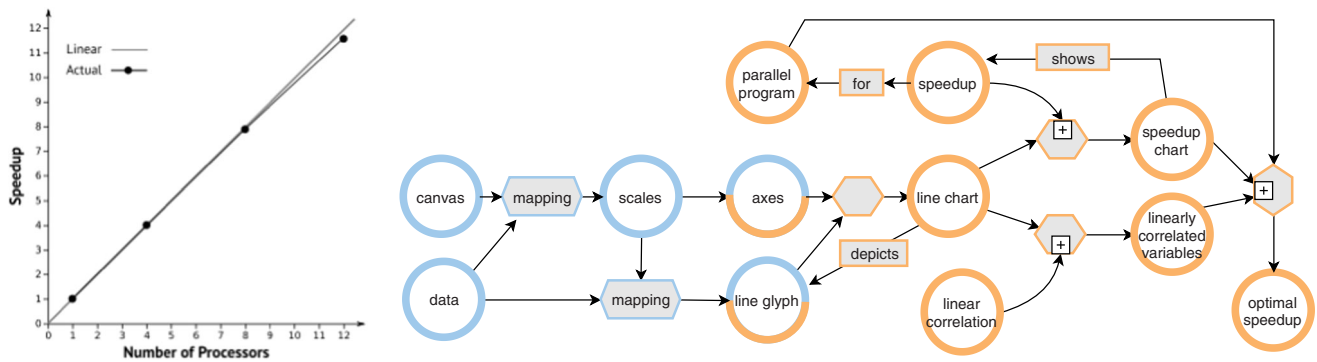 12
11
10
9
8
7
6
5
4
3
2
1
0
Speedup
Linear
Actual
0 1 2 3 4 5 6 7 8 9 10 11 12
Number of Processors
parallel
program
for
speedup
shows
+
speedup
chart
canvas
mapping
scales
axes
line chart
+
linearly
correlated
variables
depicts
+
data
mapping
line glyph
linear
correlation
optimal
speedup